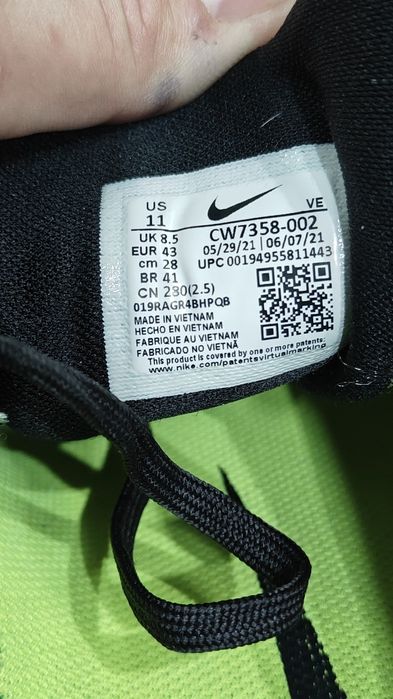 US
11
VE
UK 8.5
EUR 43
cm 28
BR 41
CN 280(2.5)
CW7358-002
05/29/21 | 06/07/21
UPC 00194955811443
019RAGR4BHPQB
MADE IN VIETNAM
HECHO EN VIETNAM
FABRIQUE AU VIETNAM
FABRICADO NO VIETNÃ
This product is covered by one or more patents:
www.nike.com/patentsvirtualmarking